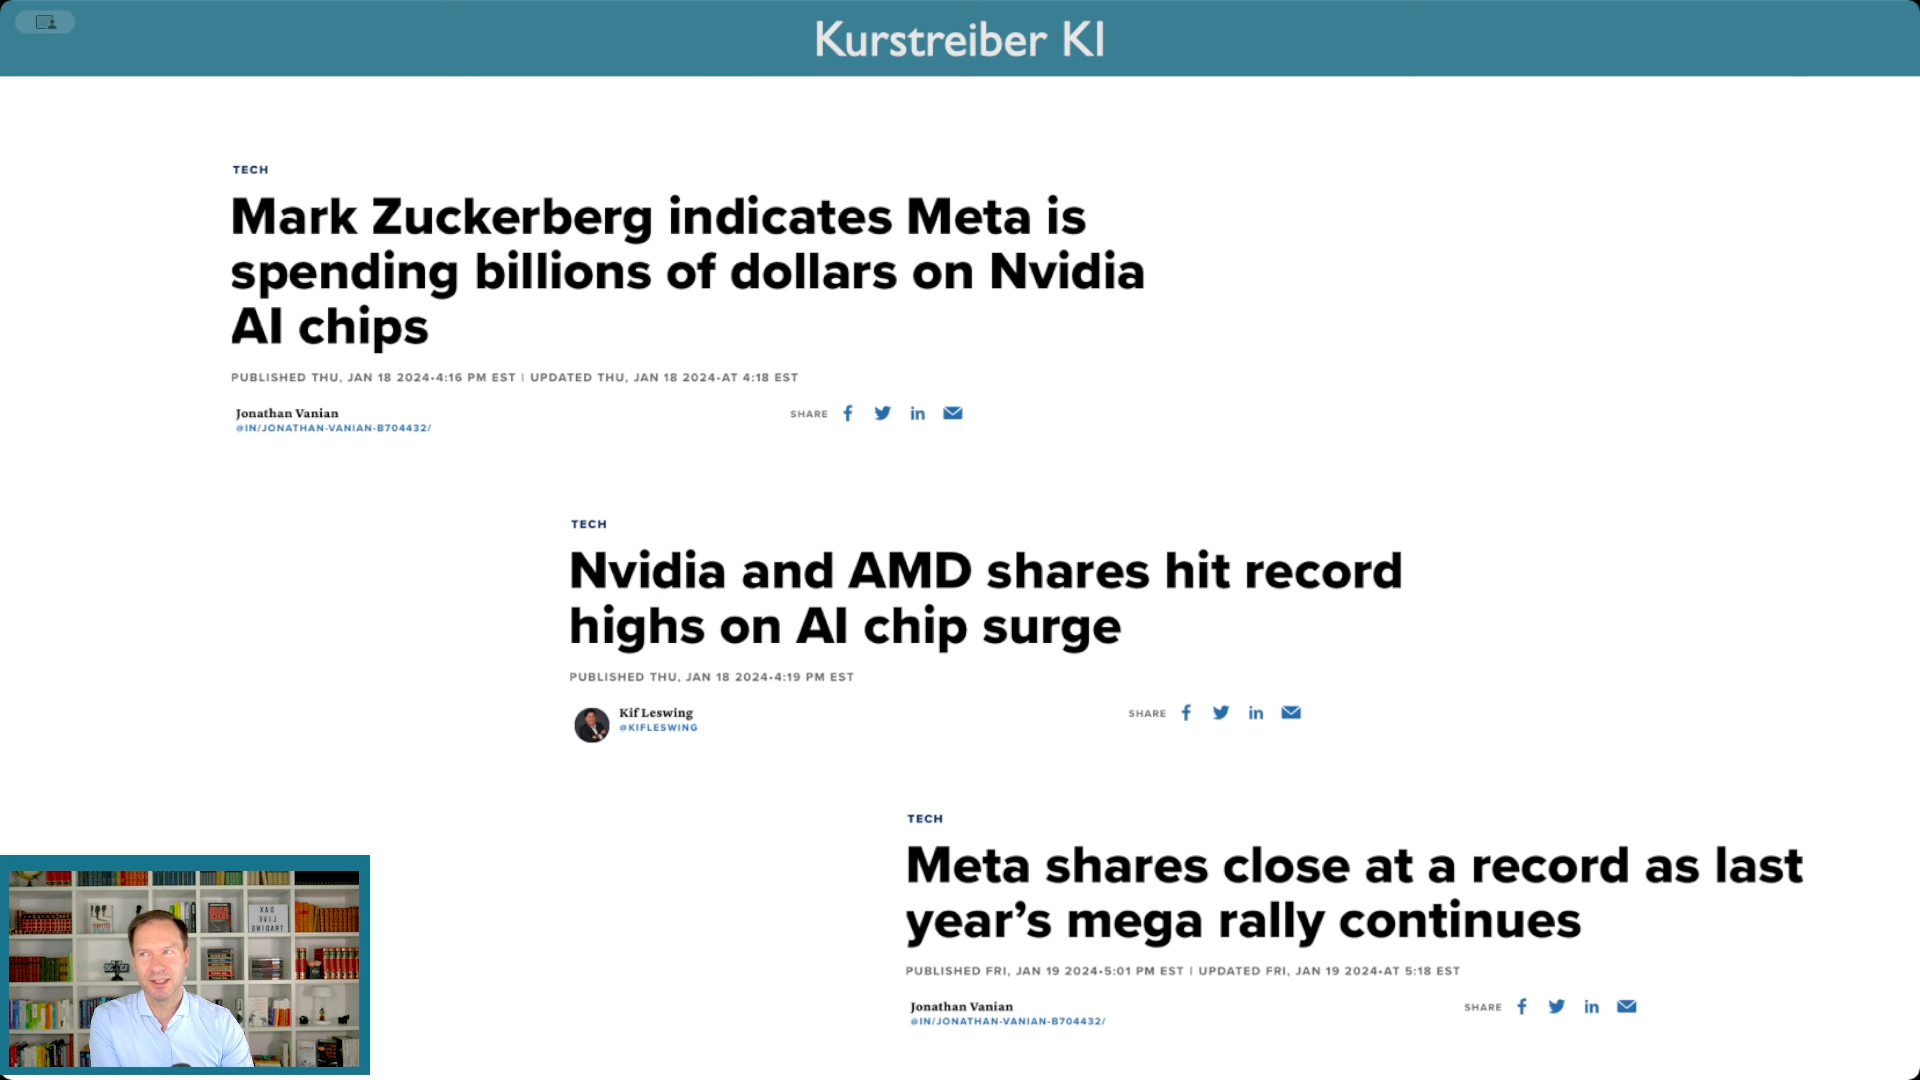 Kurstreiber KI
TECH
Mark Zuckerberg indicates Meta is
spending billions of dollars on Nvidia
AI chips
PUBLISHED THU, JAN 18 2024•4:16 PM EST | UPDATED THU, JAN 18 2024•AT 4:18 EST
Jonathan Vanian
@IN/JONATHAN-VANIAN-B704432/
SHARE
TECH
Nvidia and AMD shares hit record
highs on AI chip surge
PUBLISHED THU, JAN 18 2024•4:19 PM EST
Kif Leswing
@KIFLESWING
SHARE
TECH
Meta shares close at a record as last
year’s mega rally continues
PUBLISHED FRI, JAN 19 2024•5:01 PM EST | UPDATED FRI, JAN 19 2024•AT 5:18 EST
Jonathan Vanian
@IN/JONATHAN-VANIAN-B704432/
SHARE
DAX
LIVE
TRADING